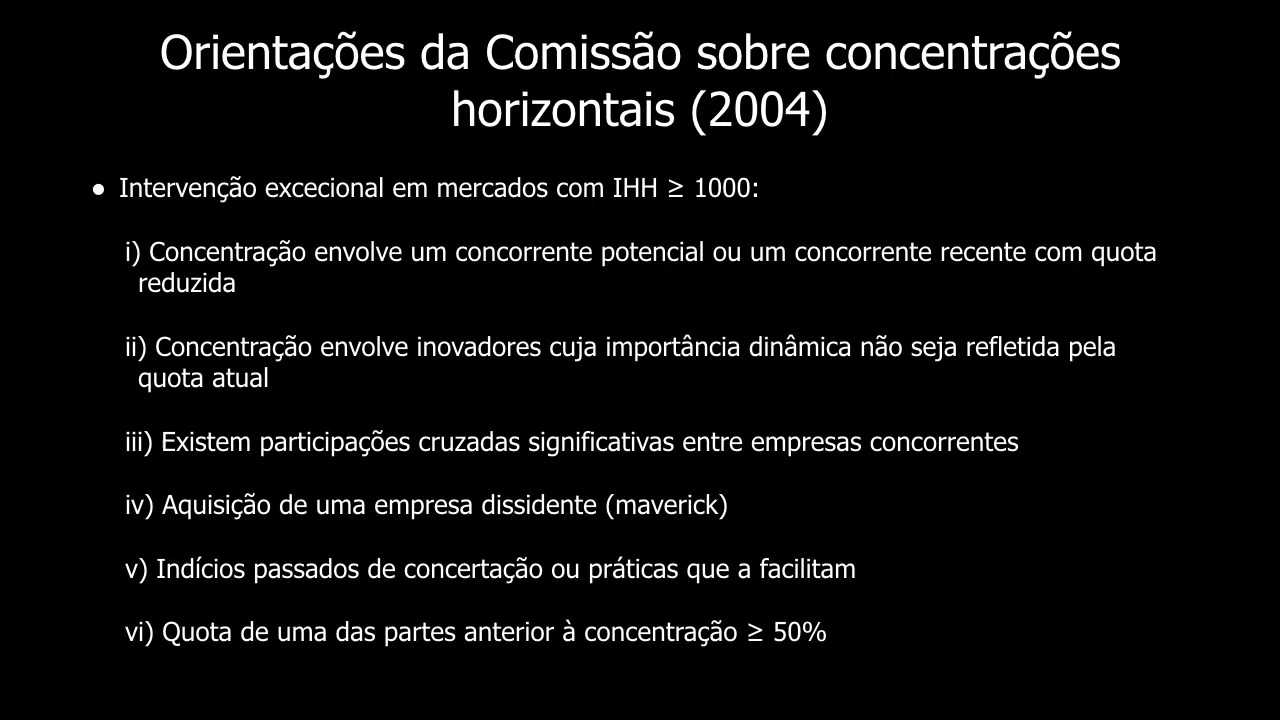 Orientações da Comissão sobre concentrações
horizontais (2004)
● Intervenção excecional em mercados com IHH ≥ 1000:
i) Concentração envolve um concorrente potencial ou um concorrente recente com quota
reduzida
ii) Concentração envolve inovadores cuja importância dinâmica não seja refletida pela
quota atual
iii) Existem participações cruzadas significativas entre empresas concorrentes
iv) Aquisição de uma empresa dissidente (maverick)
v) Indícios passados de concertação ou práticas que a facilitam
vi) Quota de uma das partes anterior à concentração ≥ 50%